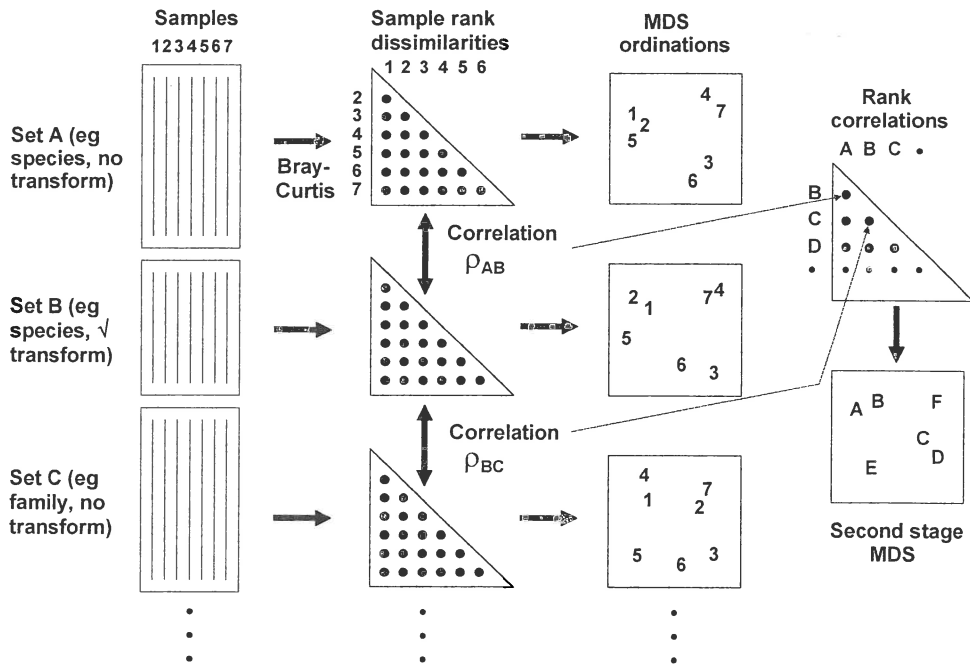 Samples
1234567
Sample rank
dissimilarities
1 2 3 4 5 6
MDS
ordinations
2
3
4
5
6
7
Set A (eg
species, no
transform)
Bray-
Curtis
4
7
1
2
5
3
6
Rank
correlations
A B C •
B
C
D
•
Correlation
ρAB
Set B (eg
species, √
transform)
2
1
7 4
5
6
3
Correlation
ρBC
A B F
C
D
E
Second stage
MDS
Set C (eg
family, no
transform)
4
1
7
2
5
6
3